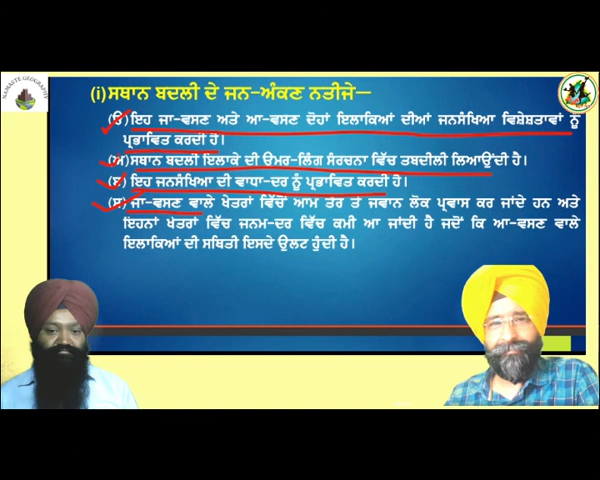 NAMASTE GEOGRAPHY
(i) ਸਥਾਨ ਬਦਲੀ ਦੇ ਜਨ-ਅੰਕਣ ਨਤੀਜੇ—
(ੳ) ਇਹ ਜਾ-ਵਸਣ ਅਤੇ ਆ-ਵਸਣ ਦੋਹਾਂ ਇਲਾਕਿਆਂ ਦੀਆਂ ਜਨਸੰਖਿਆ ਵਿਸ਼ੇਸ਼ਤਾਵਾਂ ਨੂੰ
ਪ੍ਰਭਾਵਿਤ ਕਰਦੀ ਹੈ।
(ਅ) ਸਥਾਨ ਬਦਲੀ ਇਲਾਕੇ ਦੀ ਉਮਰ-ਲਿੰਗ ਸੰਰਚਨਾ ਵਿੱਚ ਤਬਦੀਲੀ ਲਿਆਉਂਦੀ ਹੈ।
(ੲ) ਇਹ ਜਨਸੰਖਿਆ ਦੀ ਵਾਧਾ-ਦਰ ਨੂੰ ਪ੍ਰਭਾਵਿਤ ਕਰਦੀ ਹੈ।
(ਸ) ਜਾ-ਵਸਣ ਵਾਲੇ ਖੇਤਰਾਂ ਵਿੱਚੋਂ ਆਮ ਤੌਰ ਤੇ ਜਵਾਨ ਲੋਕ ਪ੍ਰਵਾਸ ਕਰ ਜਾਂਦੇ ਹਨ ਅਤੇ
ਇਹਨਾਂ ਖੇਤਰਾਂ ਵਿੱਚ ਜਨਮ-ਦਰ ਵਿੱਚ ਕਮੀ ਆ ਜਾਂਦੀ ਹੈ ਜਦੋਂ ਕਿ ਆ-ਵਸਣ ਵਾਲੇ
ਇਲਾਕਿਆਂ ਦੀ ਸਥਿਤੀ ਇਸਦੇ ਉਲਟ ਹੁੰਦੀ ਹੈ।